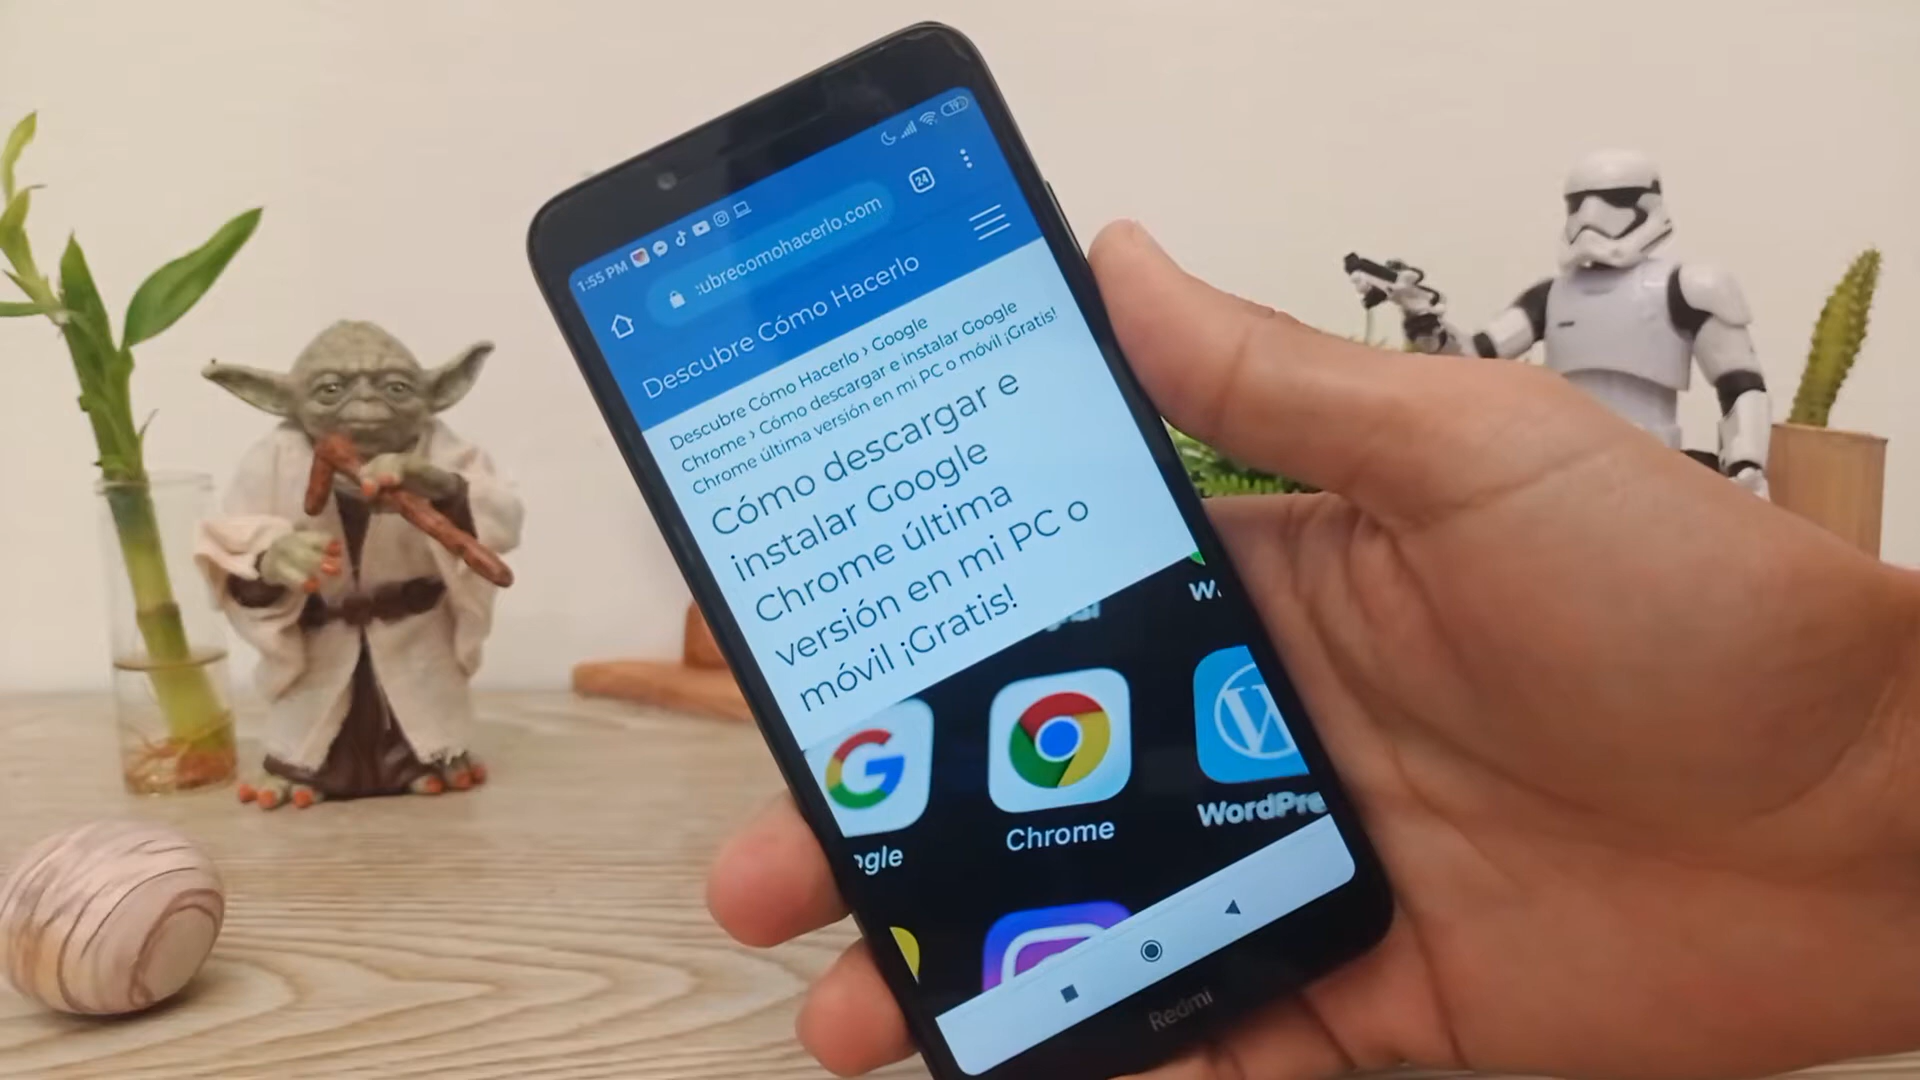 1:55 PM
19
:ubrecomohacerlo.com
24
Descubre Cómo Hacerlo
Descubre Cómo Hacerlo › Google
Chrome › Cómo descargar e instalar Google
Chrome última versión en mi PC o móvil ¡Gratis!
Cómo descargar e
instalar Google
Chrome última
versión en mi PC o
móvil ¡Gratis!
W
ogle
Chrome
WordPre
Redmi